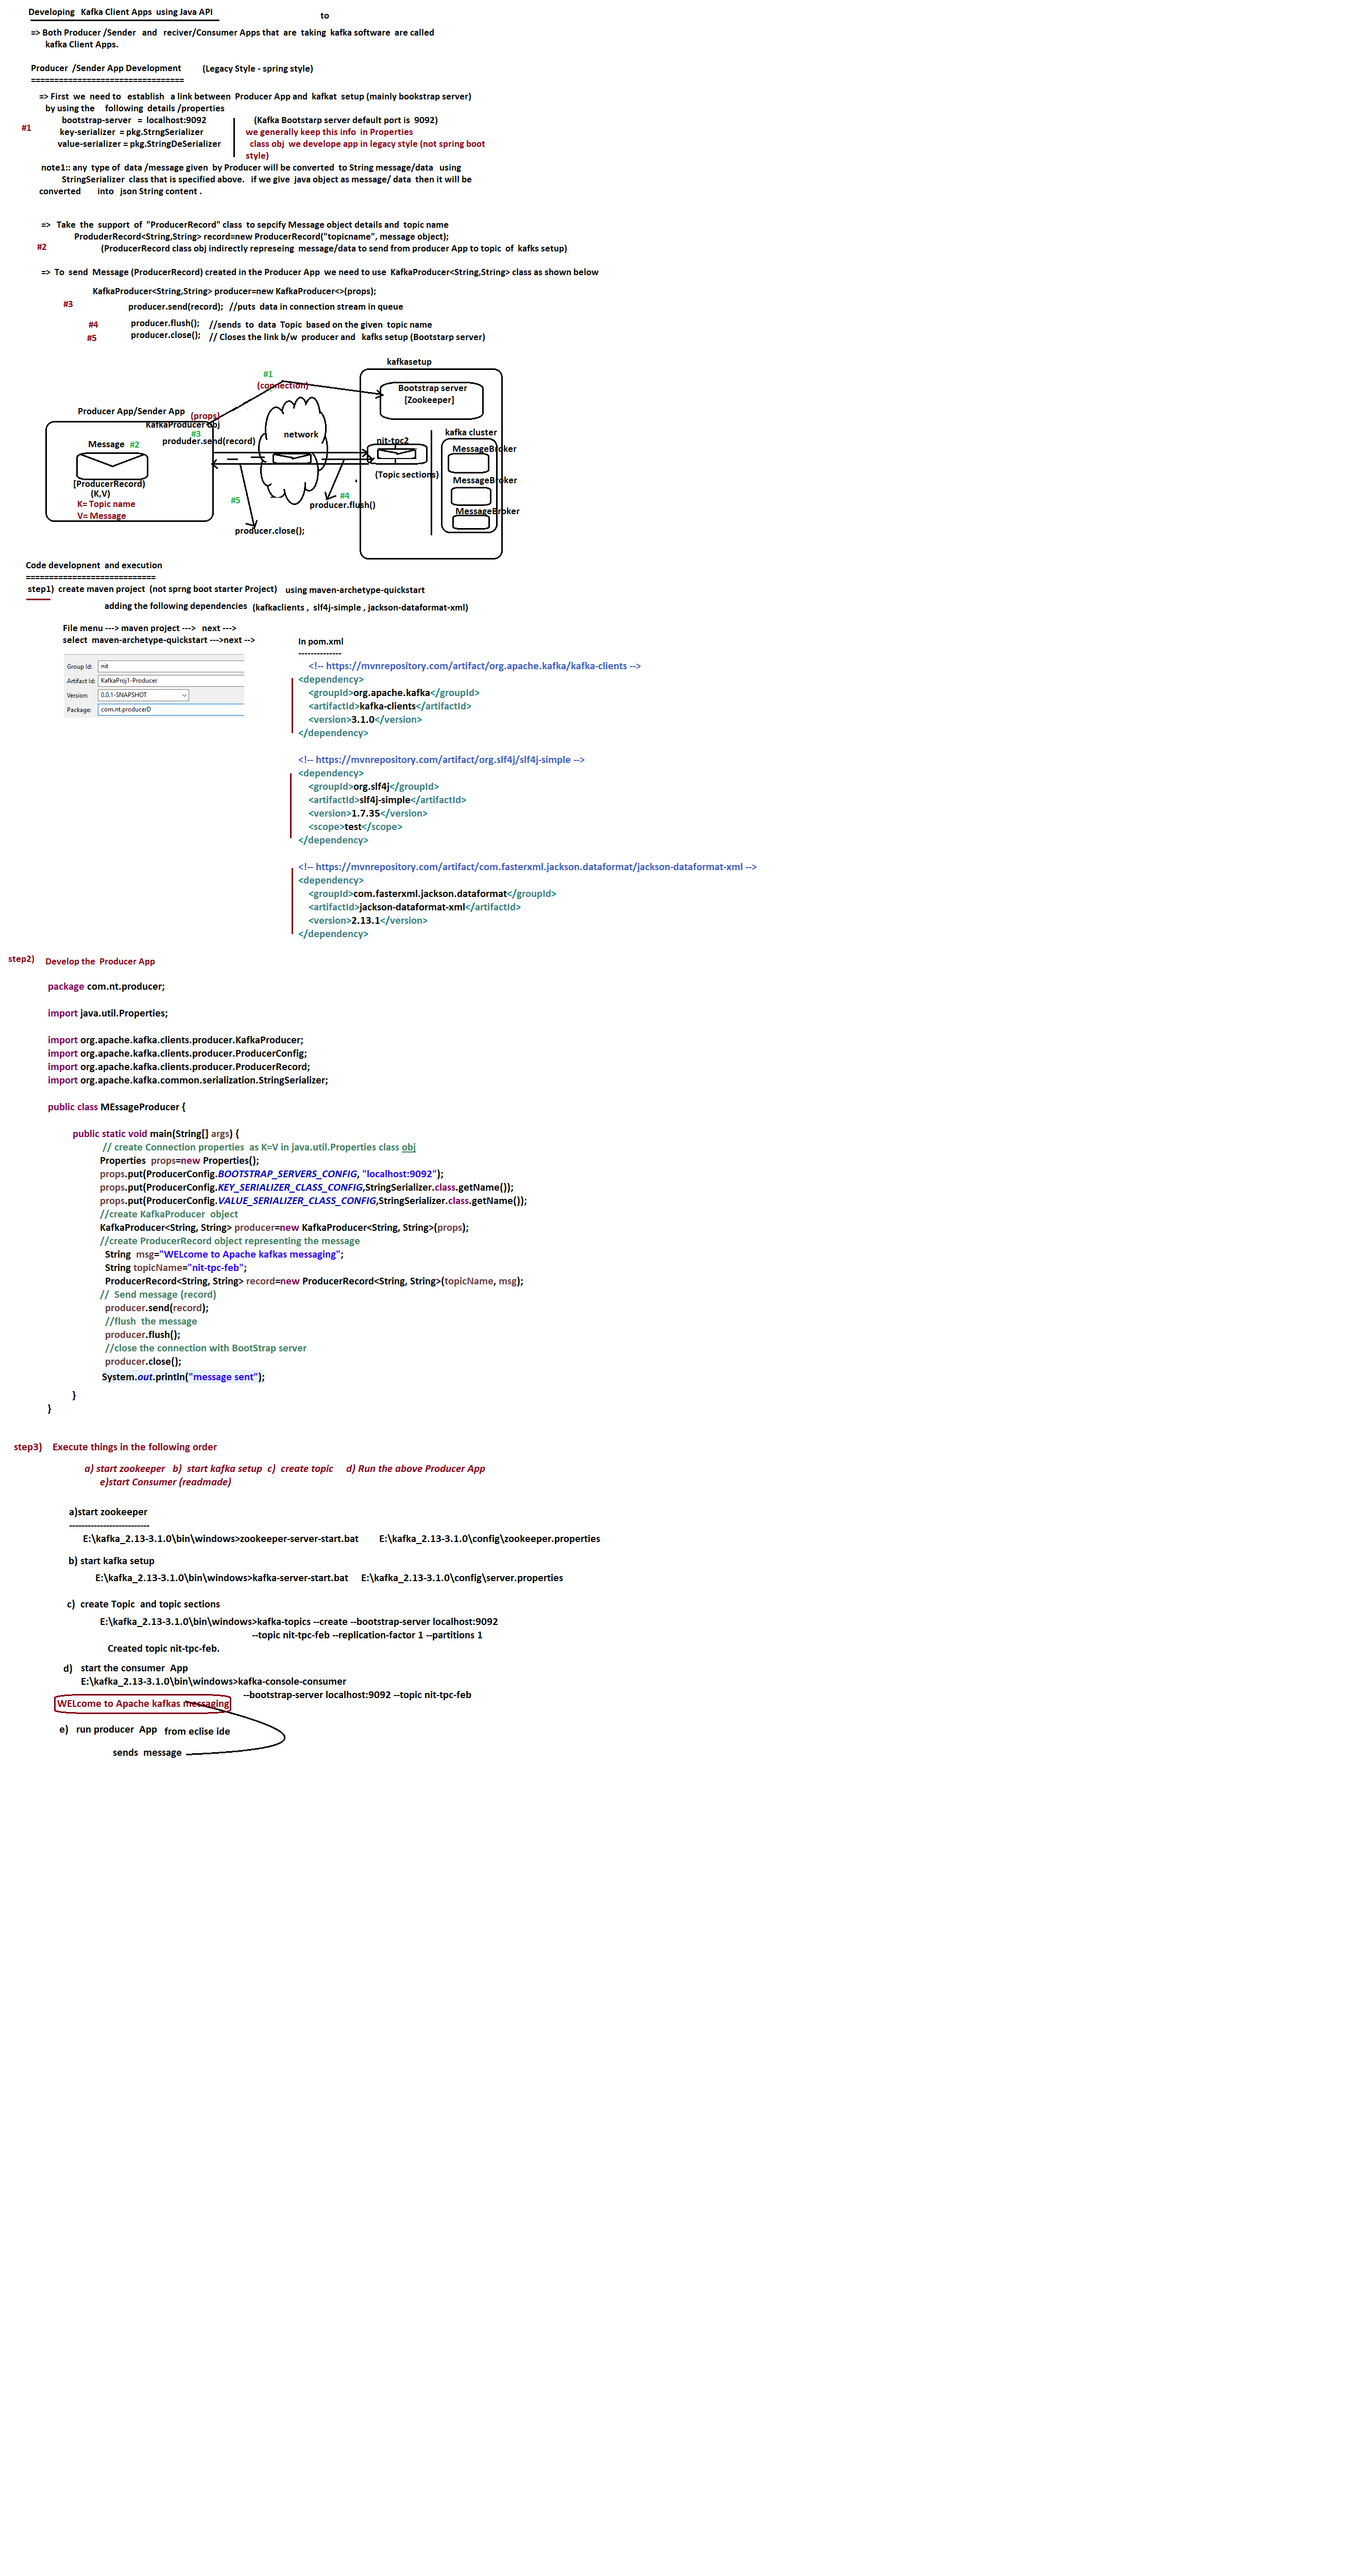 Developing Kafka Client Apps using Java API
to
=> Both Producer /Sender and reciver/Consumer Apps that are taking kafka software are called
kafka Client Apps.
Producer /Sender App Development (Legacy Style - spring style)
=================================
=> First we need to establish a link between Producer App and kafkat setup (mainly bookstrap server)
by using the following details /properties
bootstrap-server = localhost:9092 (Kafka Bootstarp server default port is 9092)
#1
key-serializer = pkg.StrngSerializer we generally keep this info in Properties
value-serializer = pkg.StringDeSerializer class obj we develope app in legacy style (not spring boot
style)
note1:: any type of data /message given by Producer will be converted to String message/data using
StringSerializer class that is specified above. if we give java object as message/ data then it will be
converted into json String content .
=> Take the support of "ProducerRecord" class to sepcify Message object details and topic name
ProduderRecord<String,String> record=new ProducerRecord("topicname", message object);
#2 (ProducerRecord class obj indirectly represeing message/data to send from producer App to topic of kafks setup)
=> To send Message (ProducerRecord) created in the Producer App we need to use KafkaProducer<String,String> class as shown below
KafkaProducer<String,String> producer=new KafkaProducer<>(props);
#3 producer.send(record); //puts data in connection stream in queue
#4 producer.flush(); //sends to data Topic based on the given topic name
#5 producer.close(); // Closes the link b/w producer and kafks setup (Bootstarp server)
kafkasetup
#1
(connection)
Bootstrap server
[Zookeeper]
Producer App/Sender App
(props)
KafkaProducer obj
#3
produder.send(record)
network
nit-tpc2
kafka cluster
Message #2
MessageBroker
(Topic sections)
MessageBroker
[ProducerRecord)
(K,V)
#5
#4
K= Topic name
producer.flush()
MessageBroker
V= Message
producer.close();
Code developnent and execution
============================
step1) create maven project (not sprng boot starter Project) using maven-archetype-quickstart
adding the following dependencies (kafkaclients , slf4j-simple , jackson-dataformat-xml)
File menu ---> maven project ---> next --->
select maven-archetype-quickstart --->next -->
Group Id: nit
Artifact Id: KafkaProj1-Producer
Version: 0.0.1-SNAPSHOT
Package: com.nt.producerD
In pom.xml
--------------
<!-- https://mvnrepository.com/artifact/org.apache.kafka/kafka-clients -->
<dependency>
<groupId>org.apache.kafka</groupId>
<artifactId>kafka-clients</artifactId>
<version>3.1.0</version>
</dependency>
<!-- https://mvnrepository.com/artifact/org.slf4j/slf4j-simple -->
<dependency>
<groupId>org.slf4j</groupId>
<artifactId>slf4j-simple</artifactId>
<version>1.7.35</version>
<scope>test</scope>
</dependency>
<!-- https://mvnrepository.com/artifact/com.fasterxml.jackson.dataformat/jackson-dataformat-xml -->
<dependency>
<groupId>com.fasterxml.jackson.dataformat</groupId>
<artifactId>jackson-dataformat-xml</artifactId>
<version>2.13.1</version>
</dependency>
step2) Develop the Producer App
package com.nt.producer;
import java.util.Properties;
import org.apache.kafka.clients.producer.KafkaProducer;
import org.apache.kafka.clients.producer.ProducerConfig;
import org.apache.kafka.clients.producer.ProducerRecord;
import org.apache.kafka.common.serialization.StringSerializer;
public class MEssageProducer {
public static void main(String[] args) {
// create Connection properties as K=V in java.util.Properties class obj
Properties props=new Properties();
props.put(ProducerConfig.BOOTSTRAP_SERVERS_CONFIG, "localhost:9092");
props.put(ProducerConfig.KEY_SERIALIZER_CLASS_CONFIG,StringSerializer.class.getName());
props.put(ProducerConfig.VALUE_SERIALIZER_CLASS_CONFIG,StringSerializer.class.getName());
//create KafkaProducer object
KafkaProducer<String, String> producer=new KafkaProducer<String, String>(props);
//create ProducerRecord object representing the message
String msg="WELcome to Apache kafkas messaging";
String topicName="nit-tpc-feb";
ProducerRecord<String, String> record=new ProducerRecord<String, String>(topicName, msg);
// Send message (record)
producer.send(record);
//flush the message
producer.flush();
//close the connection with BootStrap server
producer.close();
System.out.println("message sent");
}
}
step3) Execute things in the following order
a) start zookeeper b) start kafka setup c) create topic d) Run the above Producer App
e)start Consumer (readmade)
a)start zookeeper
--------------------------
E:\kafka_2.13-3.1.0\bin\windows>zookeeper-server-start.bat E:\kafka_2.13-3.1.0\config\zookeeper.properties
b) start kafka setup
E:\kafka_2.13-3.1.0\bin\windows>kafka-server-start.bat E:\kafka_2.13-3.1.0\config\server.properties
c) create Topic and topic sections
E:\kafka_2.13-3.1.0\bin\windows>kafka-topics --create --bootstrap-server localhost:9092
--topic nit-tpc-feb --replication-factor 1 --partitions 1
Created topic nit-tpc-feb.
d) start the consumer App
E:\kafka_2.13-3.1.0\bin\windows>kafka-console-consumer
--bootstrap-server localhost:9092 --topic nit-tpc-feb
WELcome to Apache kafkas messaging
e) run producer App from eclise ide
sends message